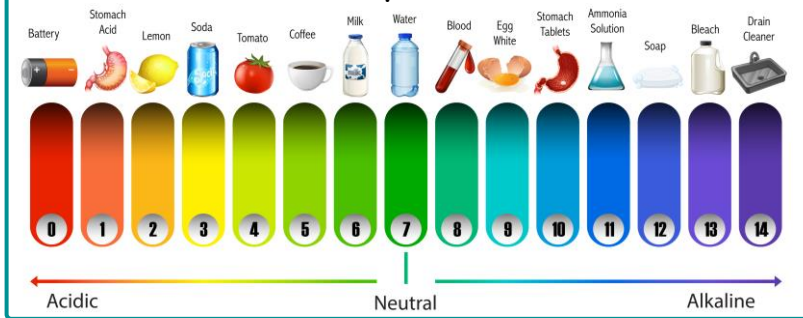 Battery
Stomach
Acid
Lemon
Soda
Tomato
Coffee
Milk
Water
Blood
Egg
White
Stomach
Tablets
Ammonia
Solution
Soap
Bleach
Drain
Cleaner
0 1 2 3 4 5 6 7 8 9 10 11 12 13 14
Acidic
Neutral
Alkaline